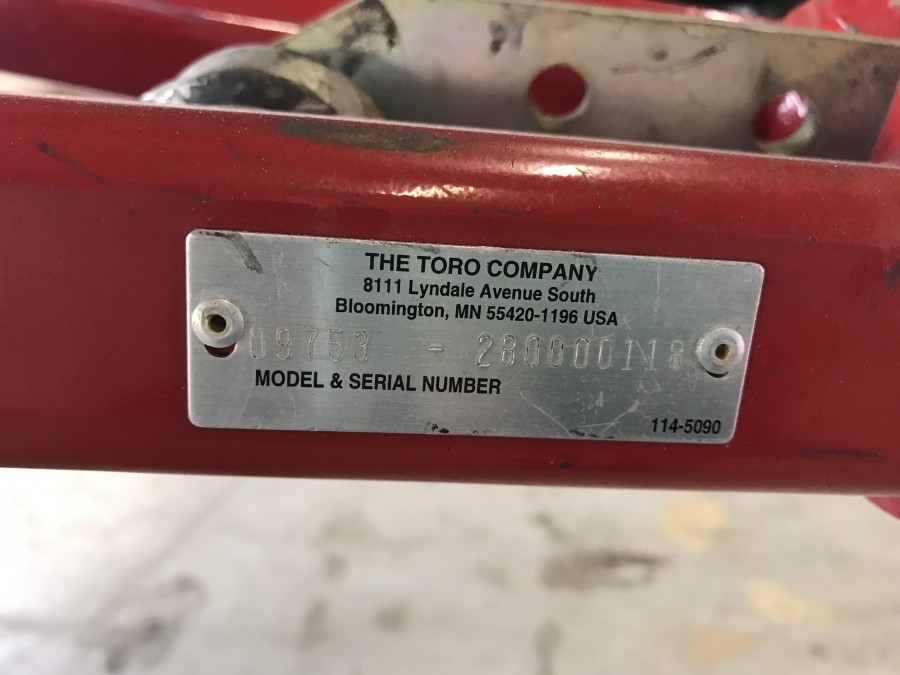 THE TORO COMPANY
8111 Lyndale Avenue South
Bloomington, MN 55420-1196 USA
09753 - 280000118
MODEL & SERIAL NUMBER
114-5090